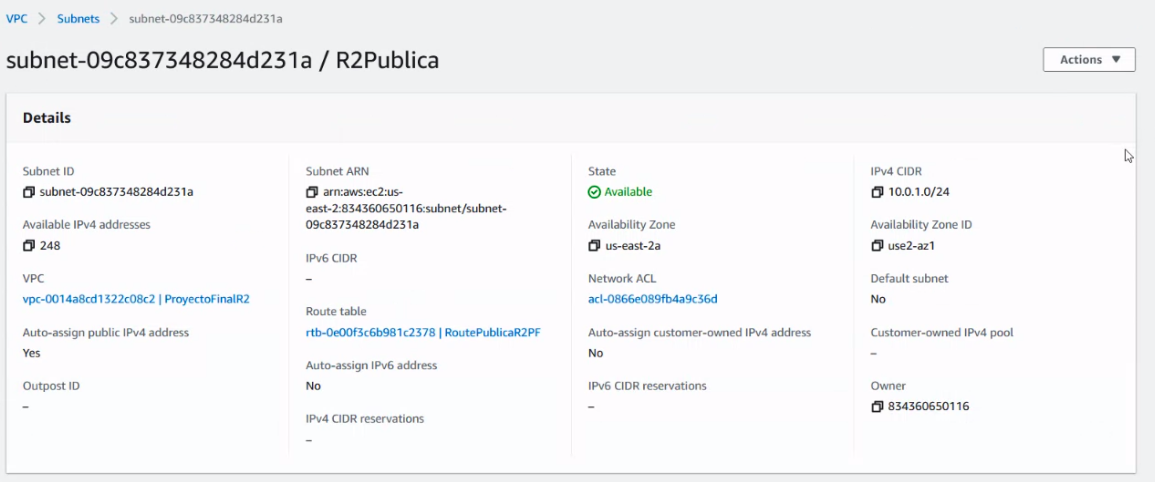 VPC > Subnets > subnet-09c837348284d231a
subnet-09c837348284d231a / R2Publica
Actions ▼
Details
Subnet ID
subnet-09c837348284d231a
Available IPv4 addresses
248
VPC
vpc-0014a8cd1322c08c2 | ProyectoFinalR2
Auto-assign public IPv4 address
Yes
Outpost ID
–
Subnet ARN
arn:aws:ec2:us-
east-2:834360650116:subnet/subnet-
09c837348284d231a
IPv6 CIDR
–
Route table
rtb-0e00f3c6b981c2378 | RoutePublicaR2PF
Auto-assign IPv6 address
No
IPv4 CIDR reservations
–
State
Available
Availability Zone
us-east-2a
Network ACL
acl-0866e089fb4a9c36d
Auto-assign customer-owned IPv4 address
No
IPv6 CIDR reservations
–
IPv4 CIDR
10.0.1.0/24
Availability Zone ID
use2-az1
Default subnet
No
Customer-owned IPv4 pool
–
Owner
834360650116